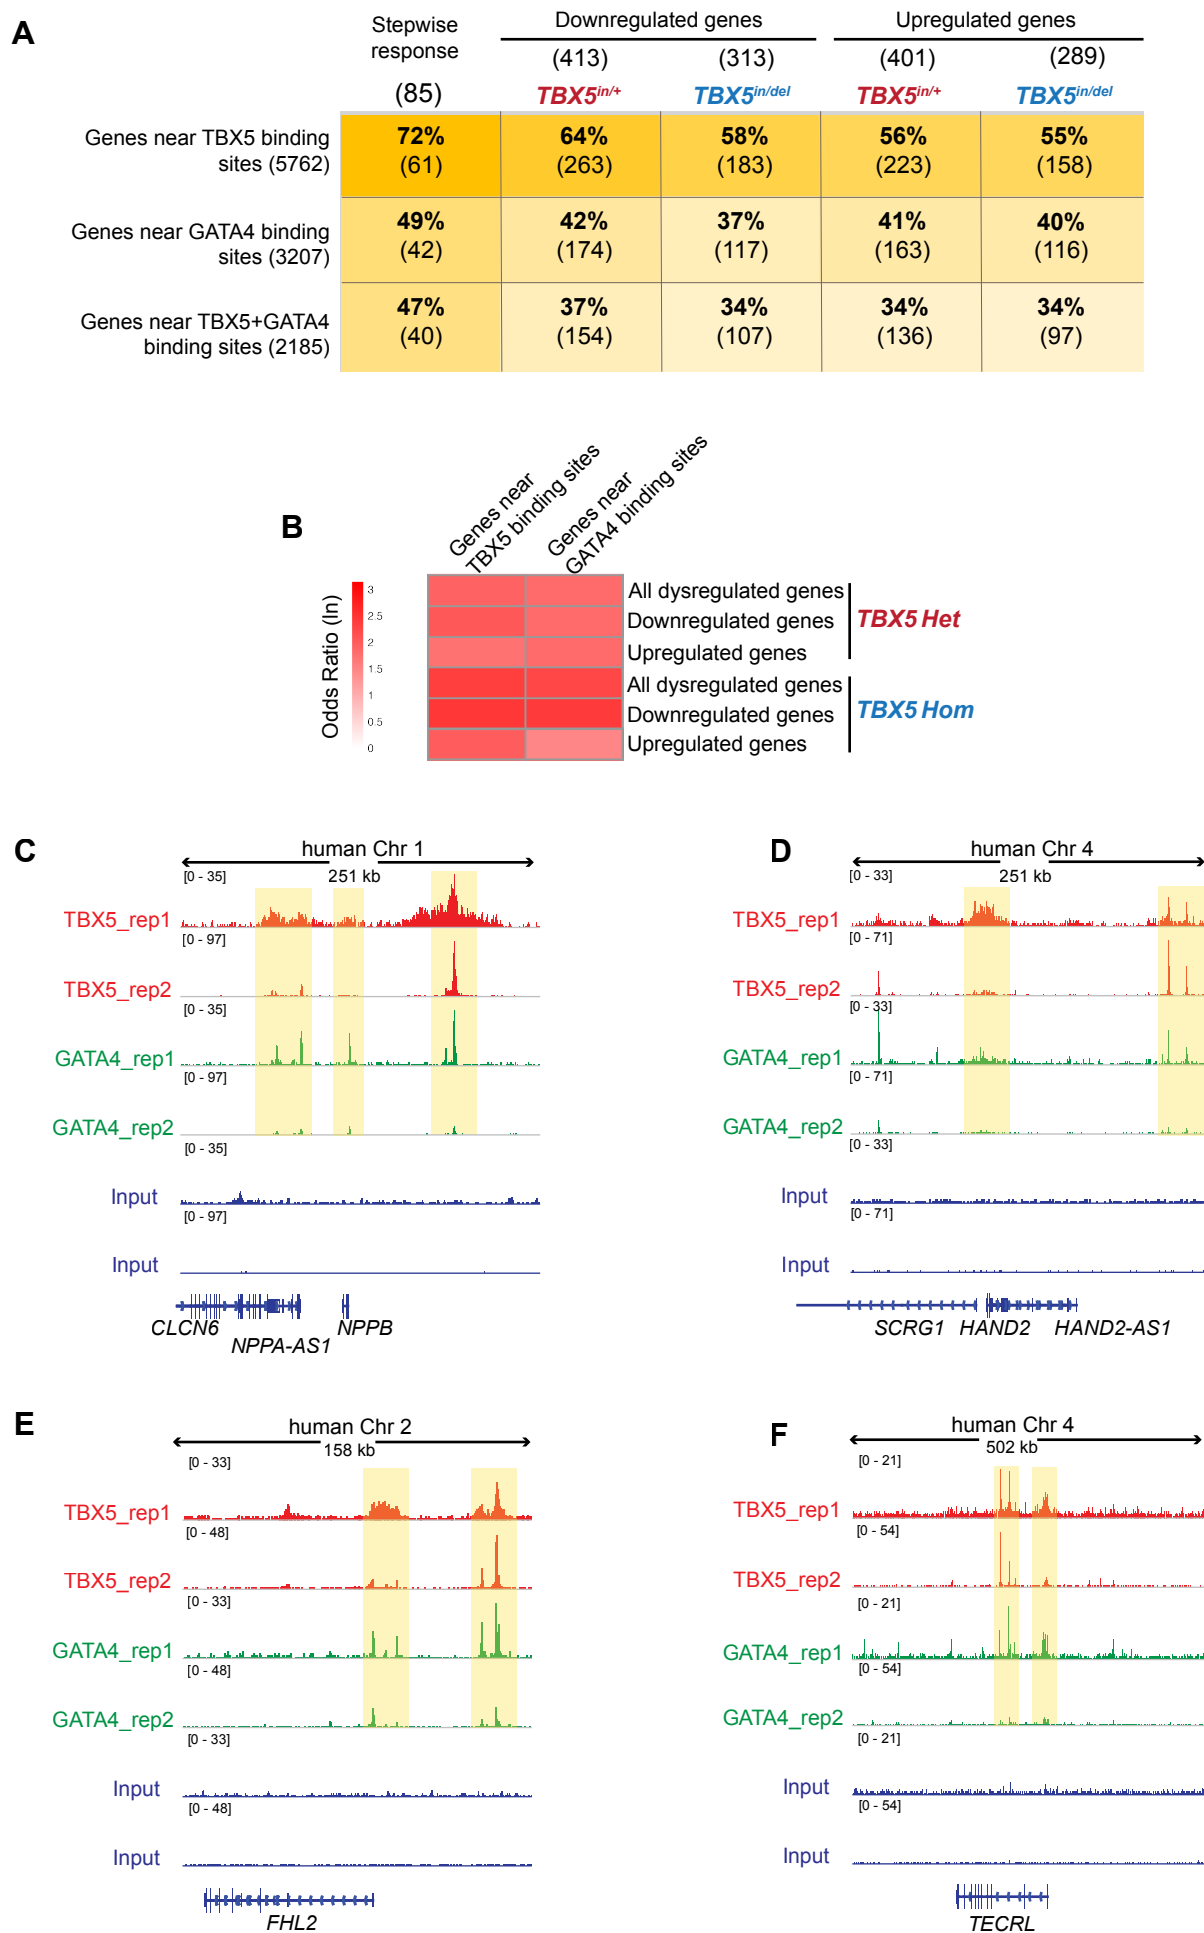 A
Stepwise
response
(85)
Downregulated genes
Upregulated genes
(413)
(313)
(401)
(289)
TBX5in/+
TBX5in/del
TBX5in/+
TBX5in/del
Genes near TBX5 binding
sites (5762)
72%
(61)
64%
(263)
58%
(183)
56%
(223)
55%
(158)
Genes near GATA4 binding
sites (3207)
49%
(42)
42%
(174)
37%
(117)
41%
(163)
40%
(116)
Genes near TBX5+GATA4
binding sites (2185)
47%
(40)
37%
(154)
34%
(107)
34%
(136)
34%
(97)
B
Genes near
TBX5 binding sites
Genes near
GATA4 binding sites
Odds Ratio (ln)
3
2.5
2
1.5
1
0.5
0
All dysregulated genes
Downregulated genes
Upregulated genes
TBX5 Het
All dysregulated genes
Downregulated genes
Upregulated genes
TBX5 Hom
C
human Chr 1
251 kb
[0 - 35]
TBX5_rep1
[0 - 97]
TBX5_rep2
[0 - 35]
GATA4_rep1
[0 - 97]
GATA4_rep2
[0 - 35]
Input
[0 - 97]
Input
CLCN6
NPPA-AS1
NPPB
D
human Chr 4
251 kb
[0 - 33]
TBX5_rep1
[0 - 71]
TBX5_rep2
[0 - 33]
GATA4_rep1
[0 - 71]
GATA4_rep2
[0 - 33]
Input
[0 - 71]
Input
SCRG1
HAND2
HAND2-AS1
E
human Chr 2
158 kb
[0 - 33]
TBX5_rep1
[0 - 48]
TBX5_rep2
[0 - 33]
GATA4_rep1
[0 - 48]
GATA4_rep2
[0 - 33]
Input
[0 - 48]
Input
FHL2
F
human Chr 4
502 kb
[0 - 21]
TBX5_rep1
[0 - 54]
TBX5_rep2
[0 - 21]
GATA4_rep1
[0 - 54]
GATA4_rep2
[0 - 21]
Input
[0 - 54]
Input
TECRL